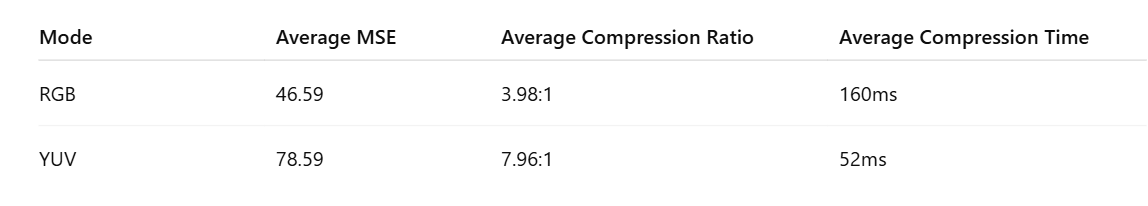 Mode Average MSE Average Compression Ratio Average Compression Time
RGB 46.59 3.98:1 160ms
YUV 78.59 7.96:1 52ms